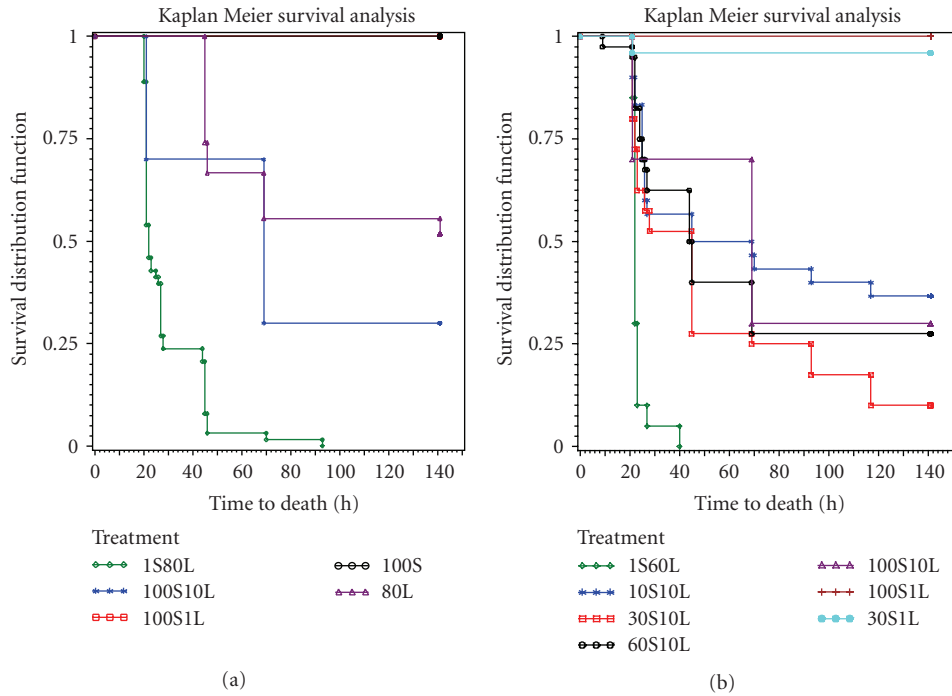 Kaplan Meier survival analysis
Survival distribution function
1
0.75
0.5
0.25
0
0 20 40 60 80 100 120 140
Time to death (h)
Treatment
1S80L
100S10L
100S1L
100S
80L
(a)
Kaplan Meier survival analysis
Survival distribution function
1
0.75
0.5
0.25
0
0 20 40 60 80 100 120 140
Time to death (h)
Treatment
1S60L
10S10L
30S10L
60S10L
100S10L
100S1L
30S1L
(b)